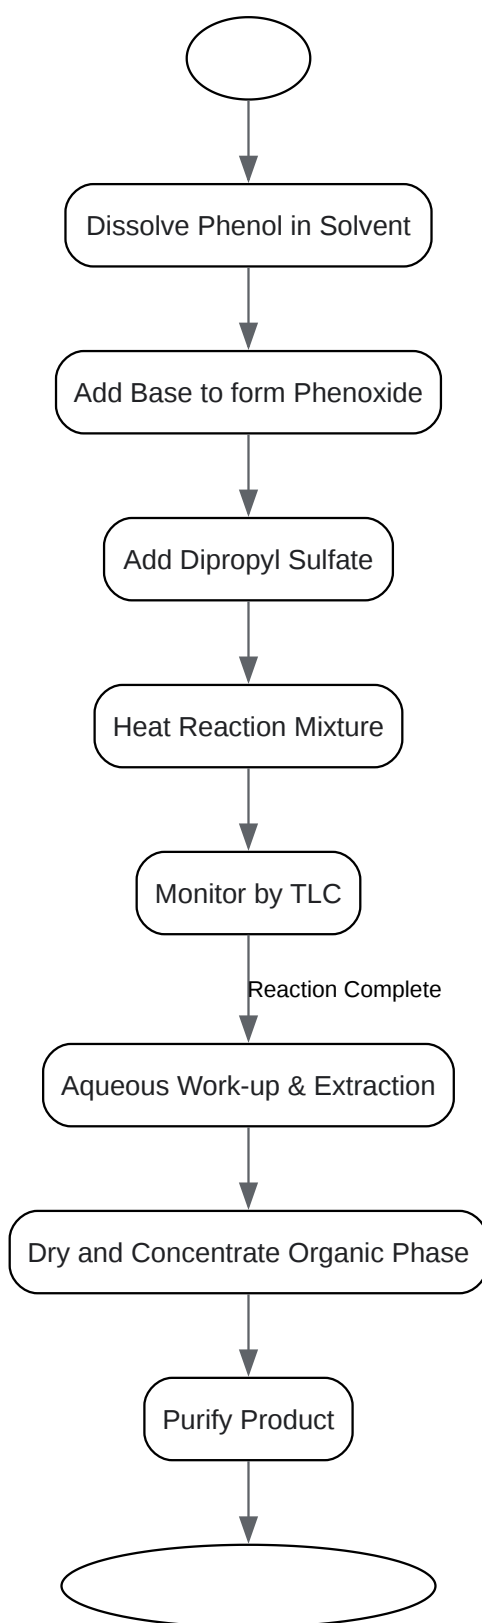 Dissolve Phenol in Solvent
Add Base to form Phenoxide
Add Dipropyl Sulfate
Heat Reaction Mixture
Monitor by TLC
Reaction Complete
Aqueous Work-up & Extraction
Dry and Concentrate Organic Phase
Purify Product